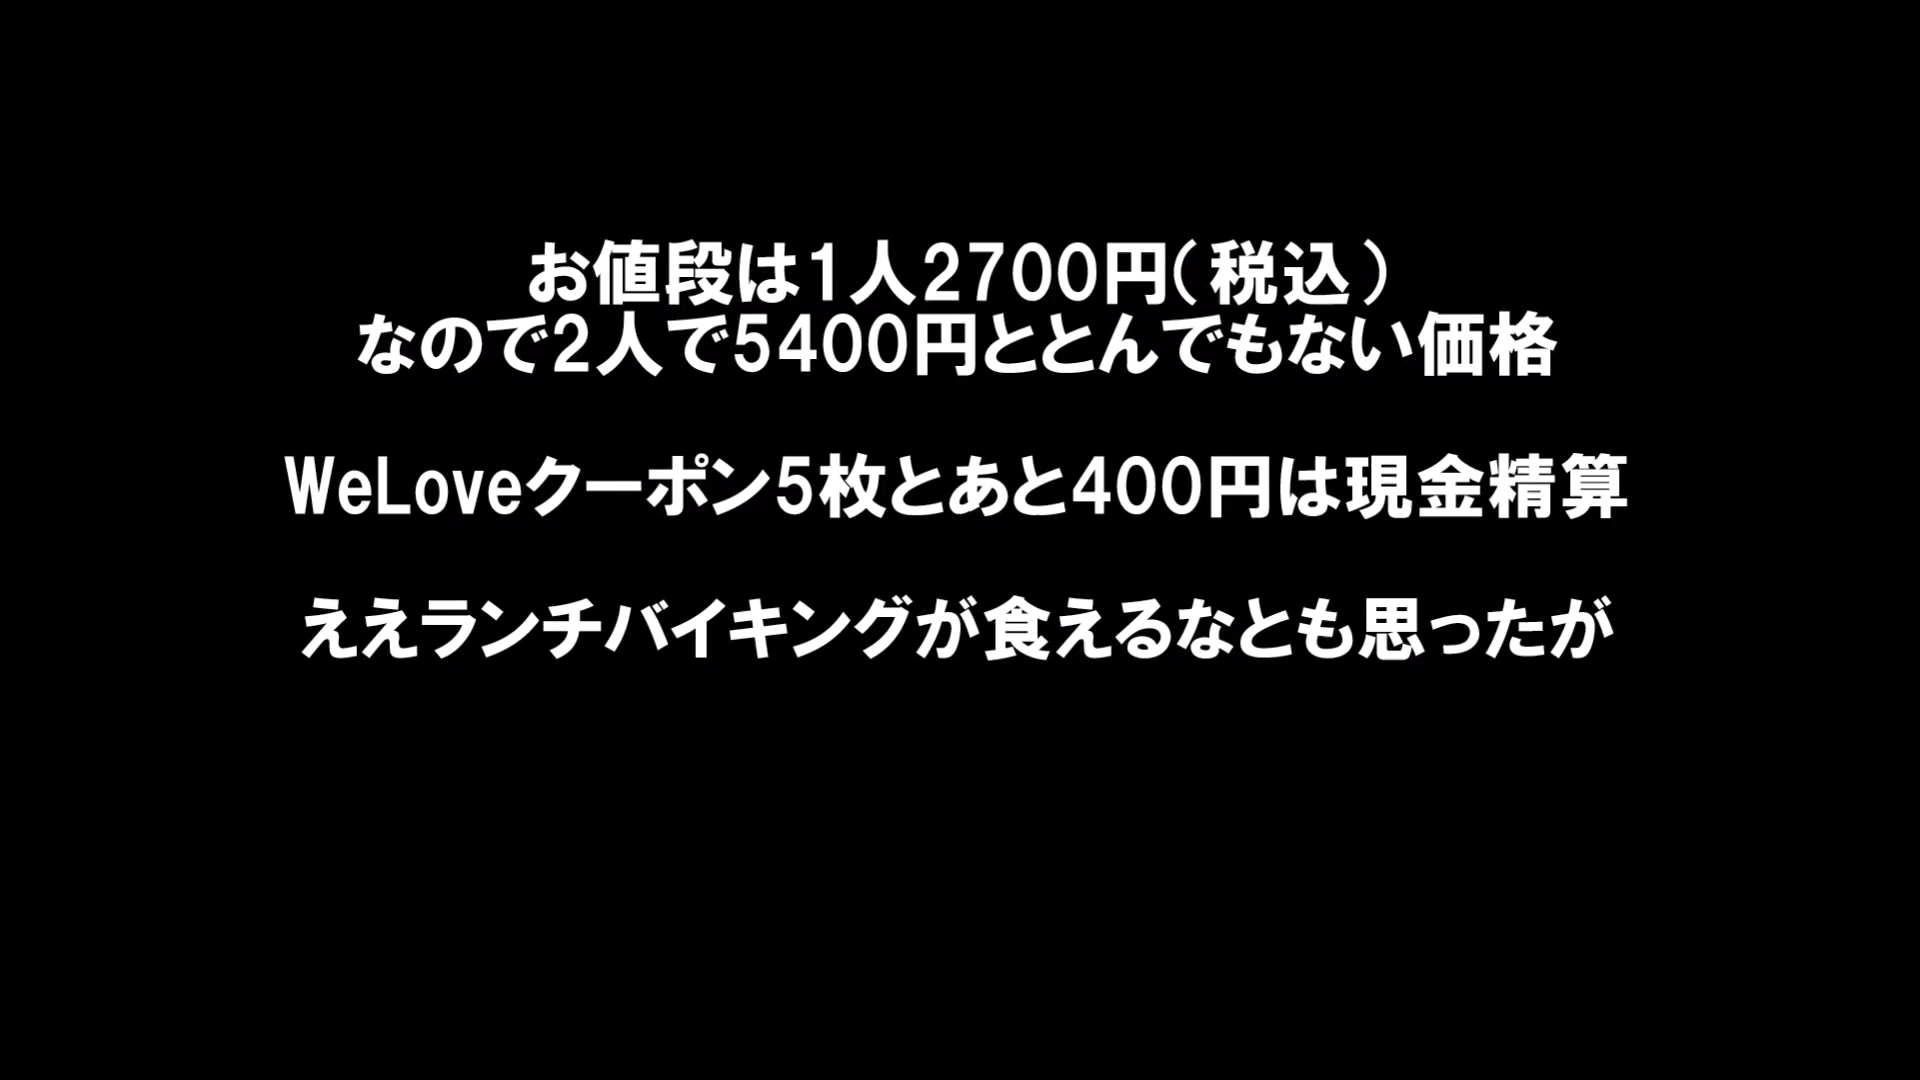 お値段は1人2700円(税込)
なので2人で5400円ととんでもない価格
WeLoveクーポン5枚とあと400円は現金精算
ええランチバイキングが食えるなとも思ったが